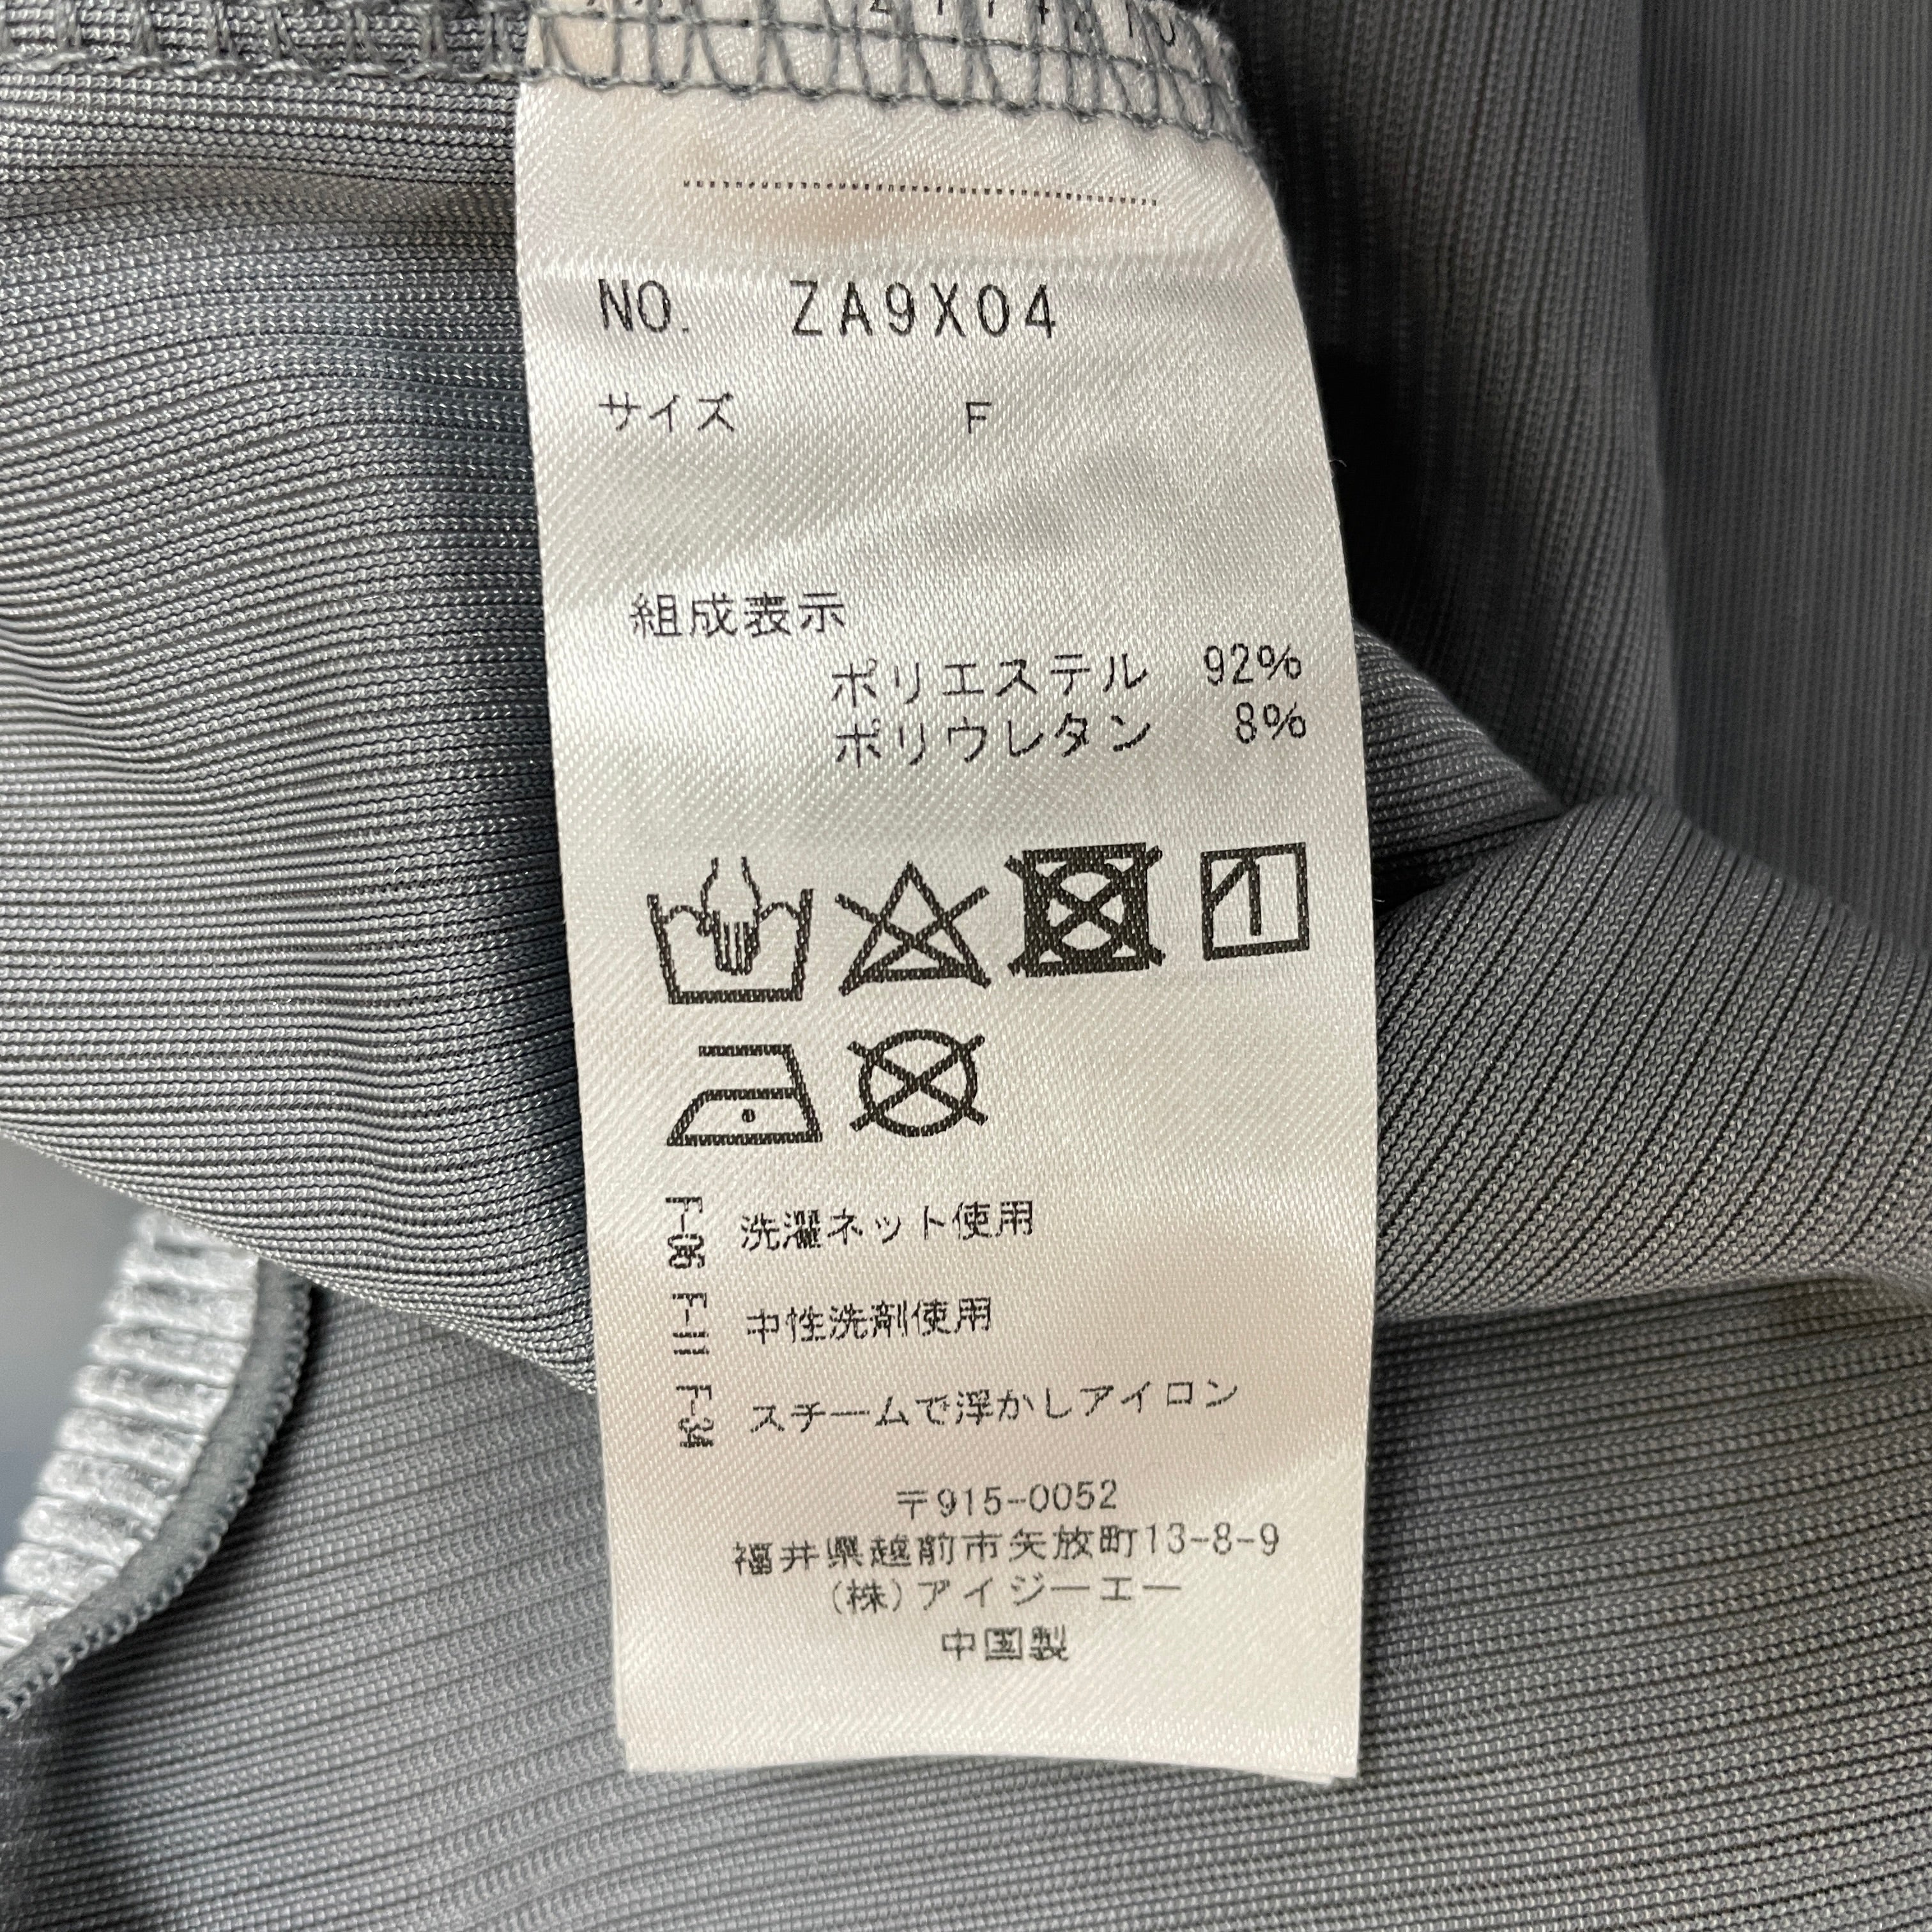 NO. ZA9X04
サイズ F
組成表示
ポリエステル 92%
ポリウレタン 8%
F-06 洗濯ネット使用
F-11 中性洗剤使用
F-34 スチームで浮かしアイロン
〒915-0052
福井県越前市矢放町13-8-9
(株)アイジーエー
中国製